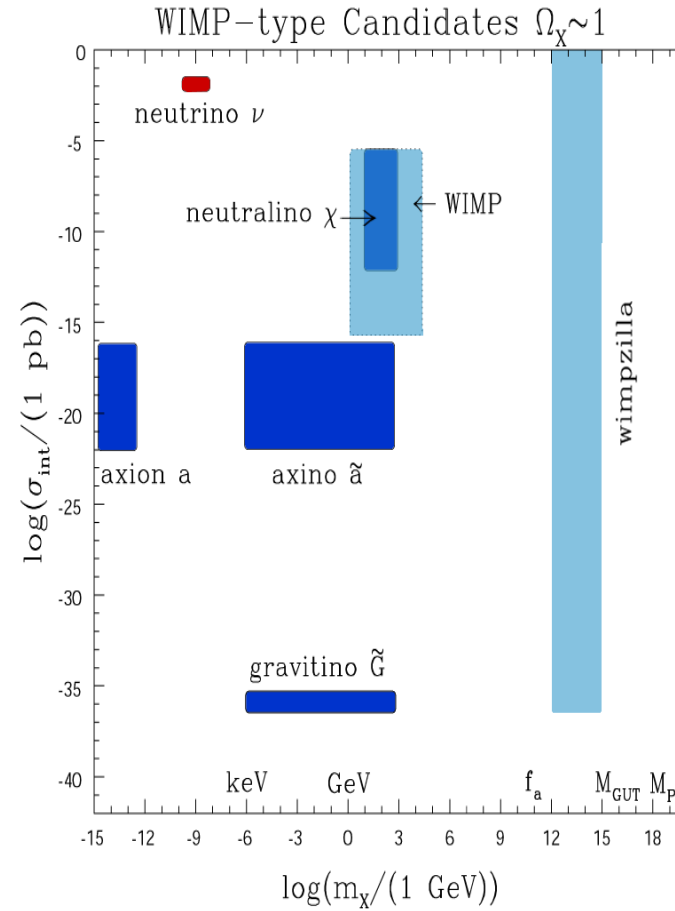 WIMP-type Candidates Ω_X~1
0
neutrino ν
-5
neutralino χ
WIMP
-10
-15
wimpzilla
-20
axion a
axino ã
-25
-30
gravitino G̃
-35
-40
keV GeV f_a M_GUT M_P
-15 -12 -9 -6 -3 0 3 6 9 12 15 18
log(m_X/(1 GeV))
log(σ_int/(1 pb))